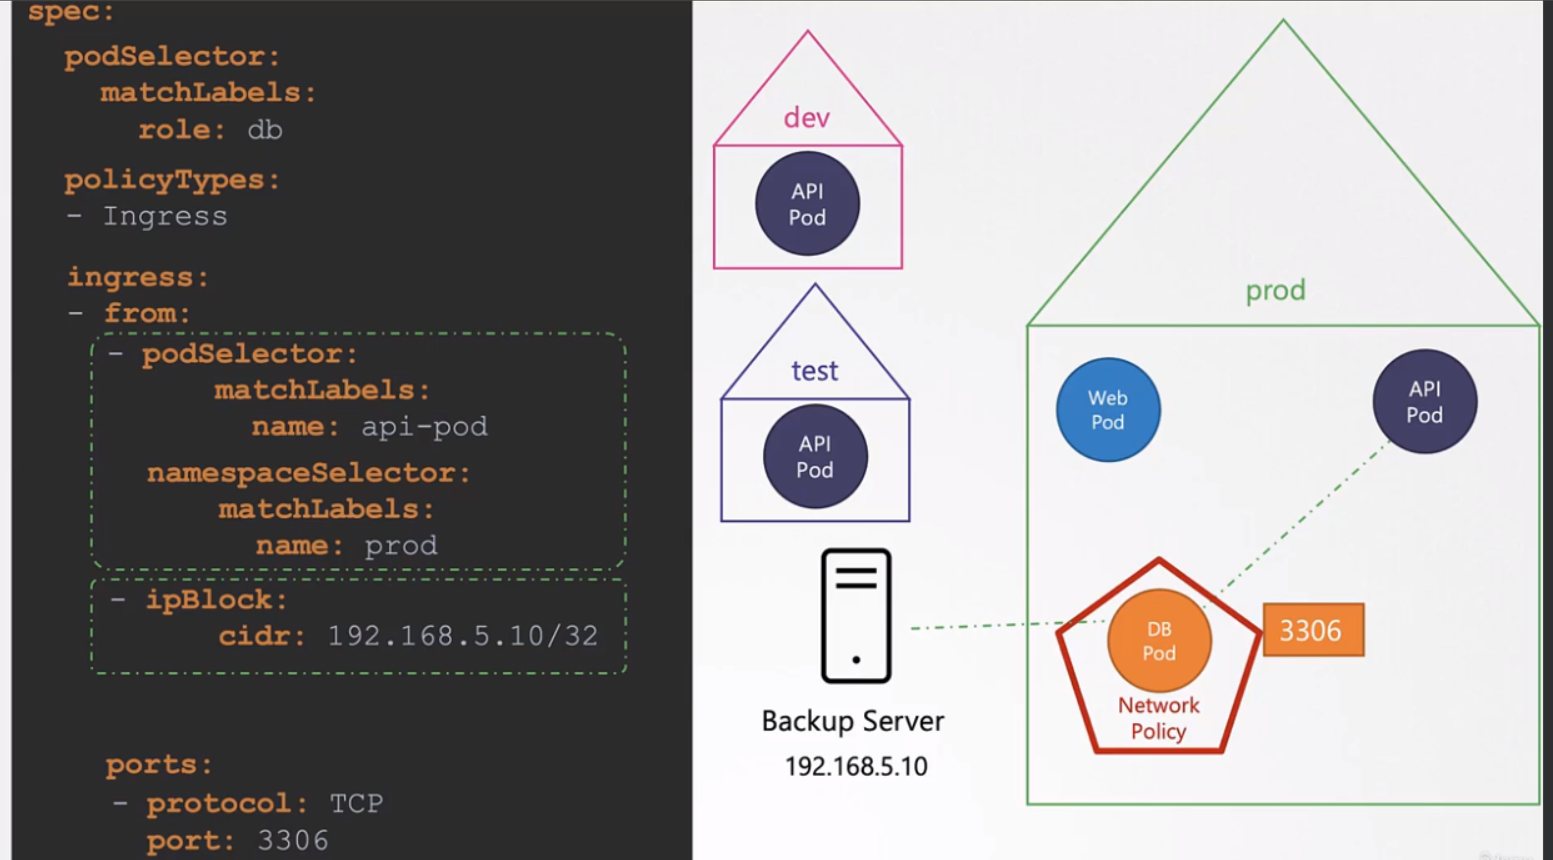 spec:
podSelector:
matchLabels:
role: db
policyTypes:
- Ingress
ingress:
- from:
- podSelector:
matchLabels:
name: api-pod
namespaceSelector:
matchLabels:
name: prod
- ipBlock:
cidr: 192.168.5.10/32
ports:
- protocol: TCP
port: 3306
dev
API
Pod
test
API
Pod
Backup Server
192.168.5.10
prod
Web
Pod
API
Pod
DB
Pod
Network
Policy
3306